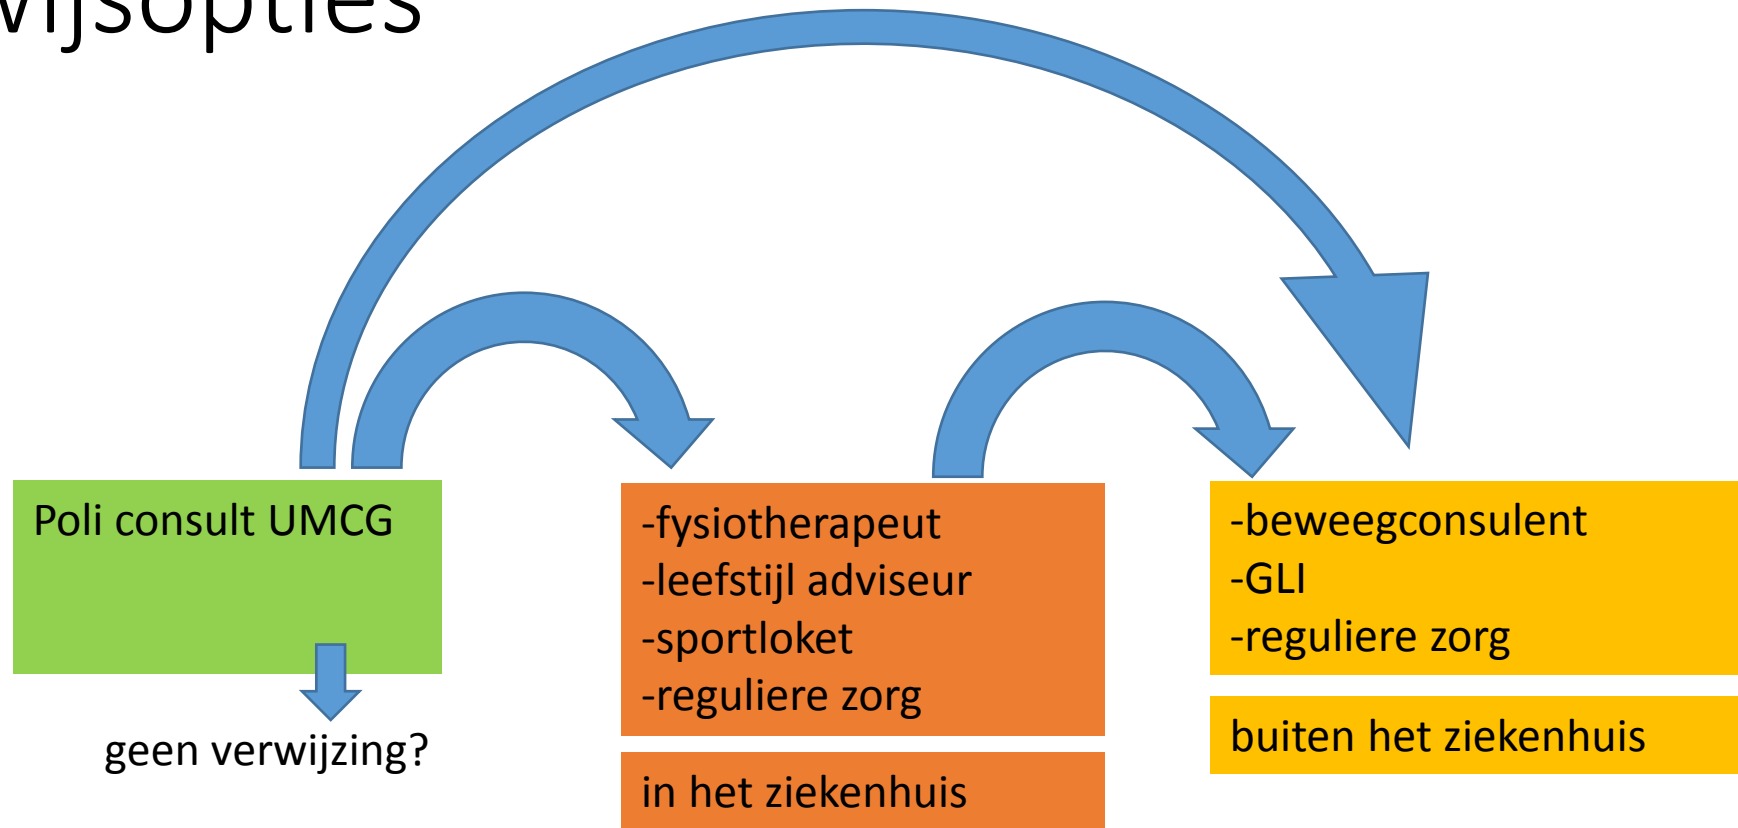 wijsopties
Poli consult UMCG
geen verwijzing?
-fysiotherapeut
-leefstijl adviseur
-sportloket
-reguliere zorg
in het ziekenhuis
-beweegconsulent
-GLI
-reguliere zorg
buiten het ziekenhuis